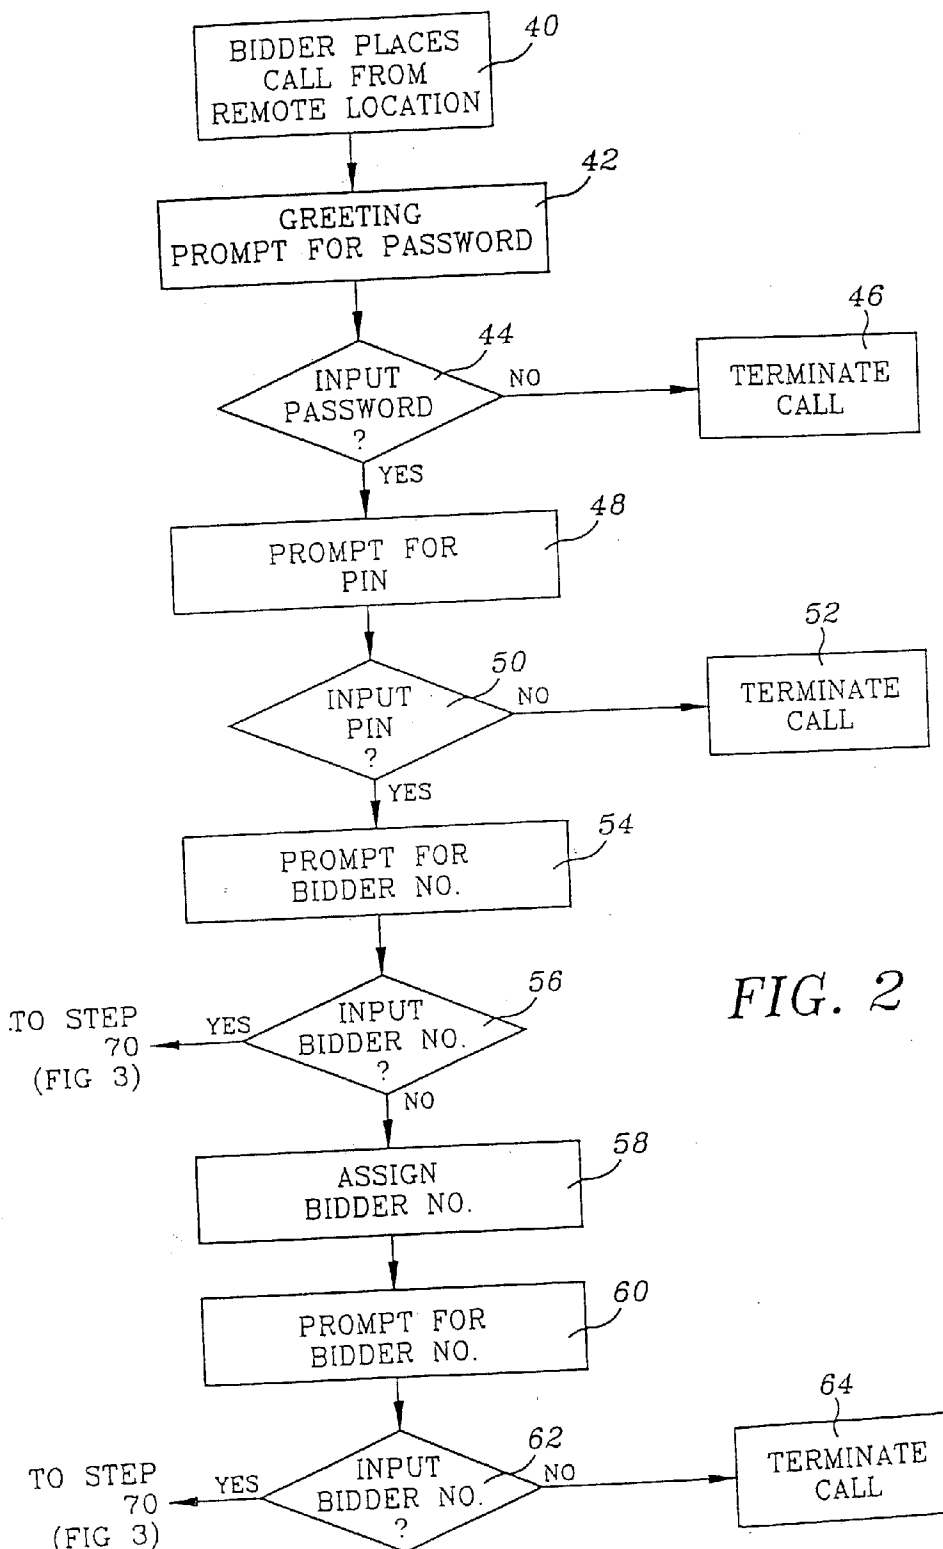 40
BIDDER PLACES
CALL FROM
REMOTE LOCATION
42
GREETING
PROMPT FOR PASSWORD
44
INPUT
PASSWORD
?
NO
46
TERMINATE
CALL
YES
48
PROMPT FOR
PIN
50
INPUT
PIN
?
NO
52
TERMINATE
CALL
YES
54
PROMPT FOR
BIDDER NO.
FIG. 2
56
INPUT
BIDDER NO.
?
YES
TO STEP
70
(FIG 3)
NO
58
ASSIGN
BIDDER NO.
60
PROMPT FOR
BIDDER NO.
62
INPUT
BIDDER NO.
?
YES
TO STEP
70
(FIG 3)
NO
64
TERMINATE
CALL